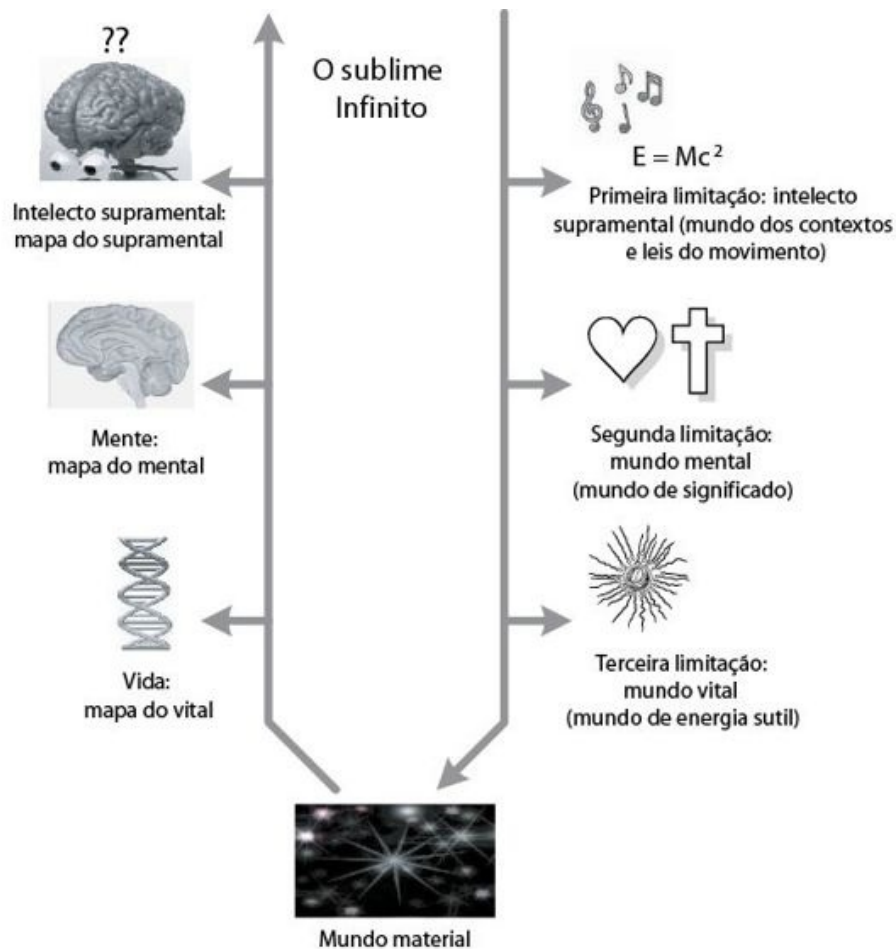 ??
O sublime
Infinito
E = Mc²
Intelecto supramental:
mapa do supramental
Primeira limitação: intelecto
supramental (mundo dos contextos
e leis do movimento)
Mente:
mapa do mental
Segunda limitação:
mundo mental
(mundo de significado)
Vida:
mapa do vital
Terceira limitação:
mundo vital
(mundo de energia sutil)
Mundo material